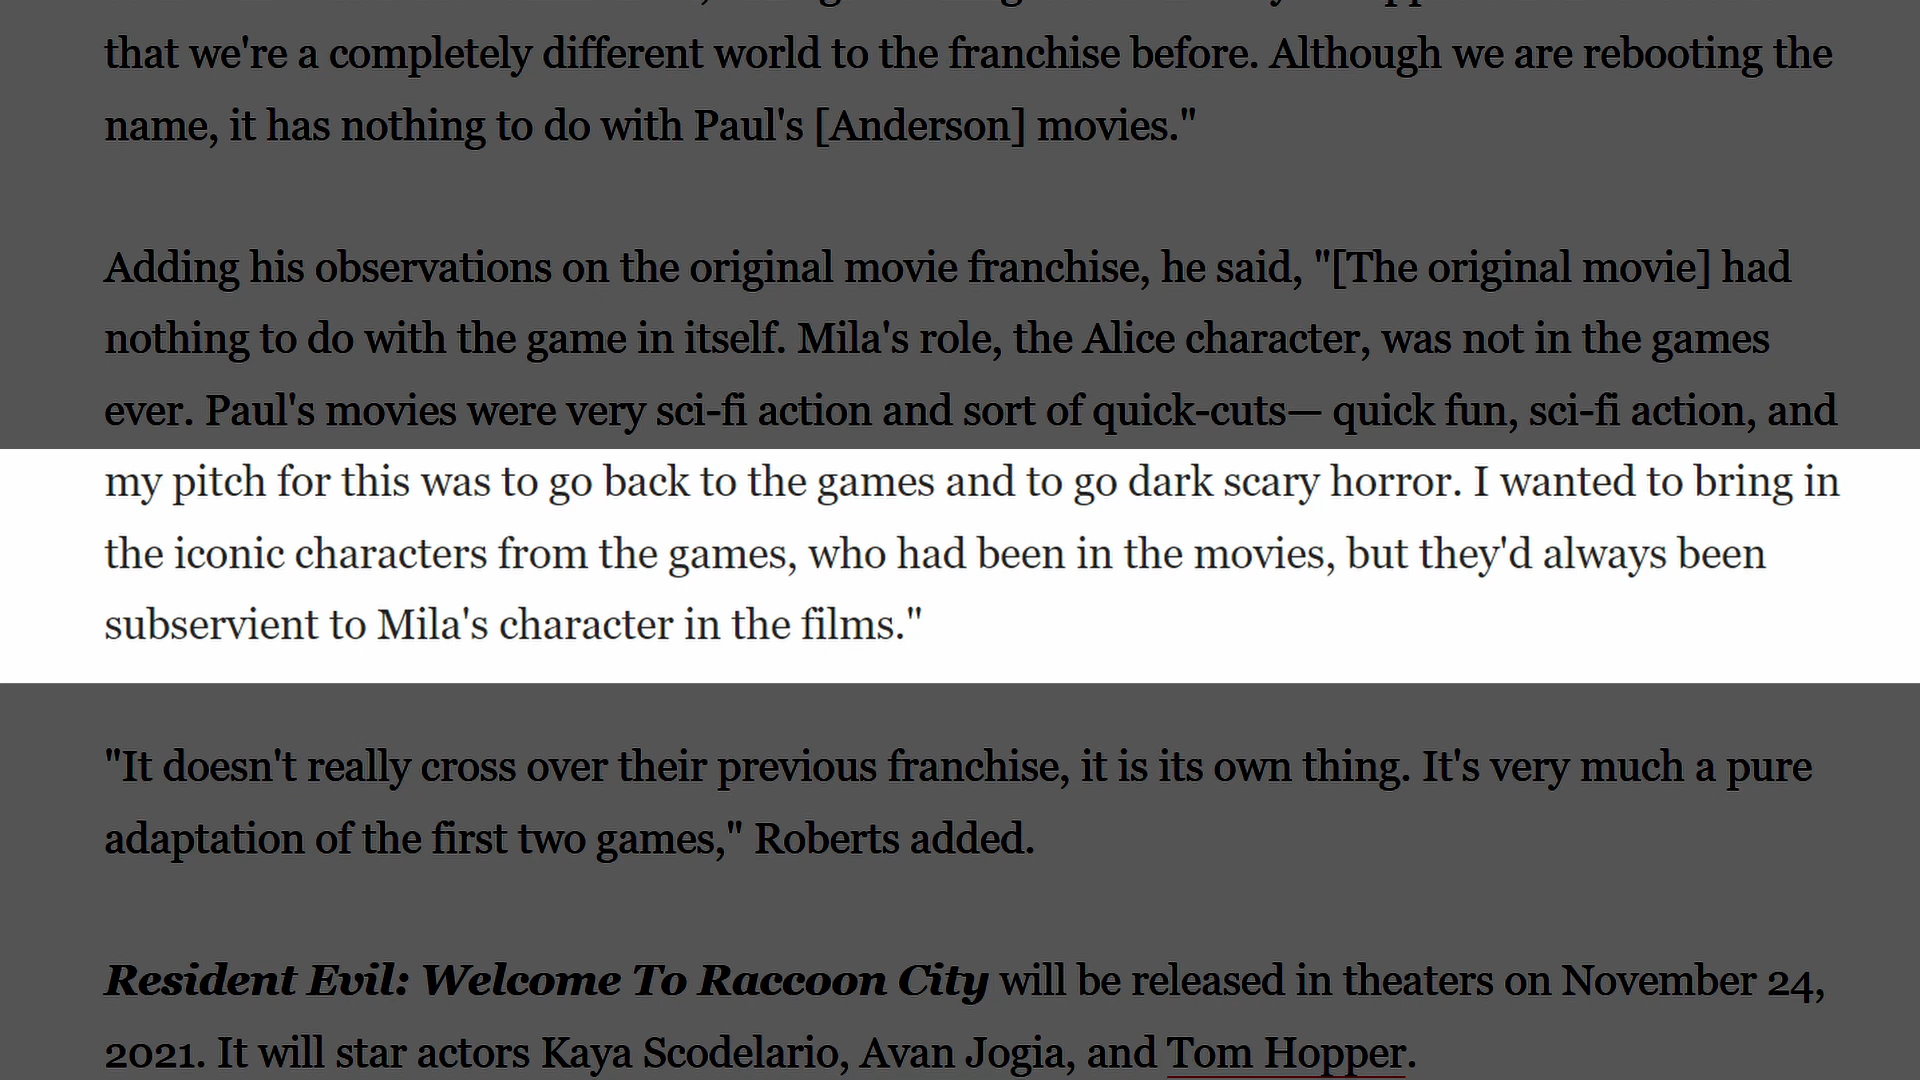 that we're a completely different world to the franchise before. Although we are rebooting the
name, it has nothing to do with Paul's [Anderson] movies."
Adding his observations on the original movie franchise, he said, "[The original movie] had
nothing to do with the game in itself. Mila's role, the Alice character, was not in the games
ever. Paul's movies were very sci-fi action and sort of quick-cuts— quick fun, sci-fi action, and
my pitch for this was to go back to the games and to go dark scary horror. I wanted to bring in
the iconic characters from the games, who had been in the movies, but they'd always been
subservient to Mila's character in the films."
"It doesn't really cross over their previous franchise, it is its own thing. It's very much a pure
adaptation of the first two games," Roberts added.
Resident Evil: Welcome To Raccoon City will be released in theaters on November 24,
2021. It will star actors Kaya Scodelario, Avan Jogia, and Tom Hopper.